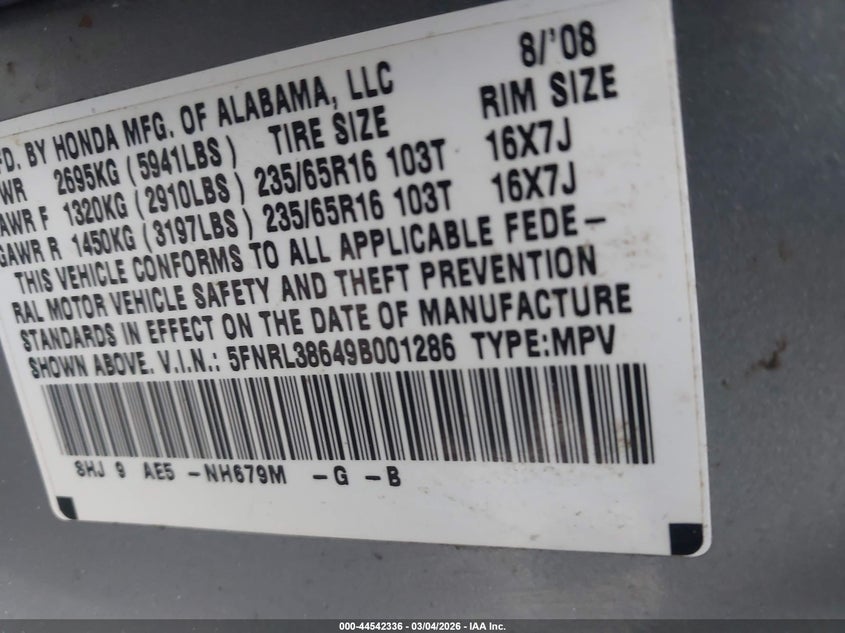 8/'08
FD. BY HONDA MFG. OF ALABAMA, LLC
WR 2695KG (5941LBS) TIRE SIZE RIM SIZE
AWR F 1320KG (2910LBS) 235/65R16 103T 16X7J
GAWR R 1450KG (3197LBS) 235/65R16 103T 16X7J
THIS VEHICLE CONFORMS TO ALL APPLICABLE FEDE-
RAL MOTOR VEHICLE SAFETY AND THEFT PREVENTION
STANDARDS IN EFFECT ON THE DATE OF MANUFACTURE
SHOWN ABOVE. V.I.N.: 5FNRL38649B001286 TYPE:MPV
SHJ 9 AE5 -NH679M -G -B
000-44542336 - 03/04/2026 - IAA Inc.